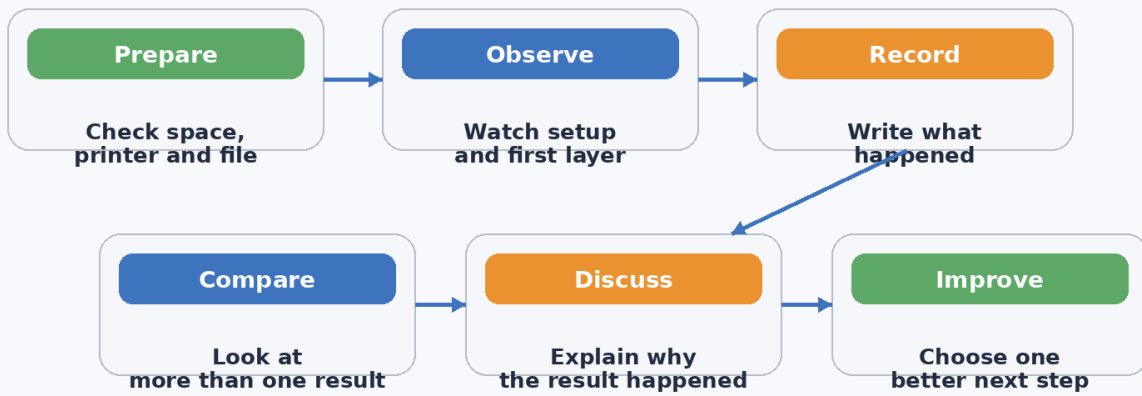 Prepare
Check space,
printer and file
Observe
Watch setup
and first layer
Record
Write what
happened
Compare
Look at
more than one result
Discuss
Explain why
the result happened
Improve
Choose one
better next step